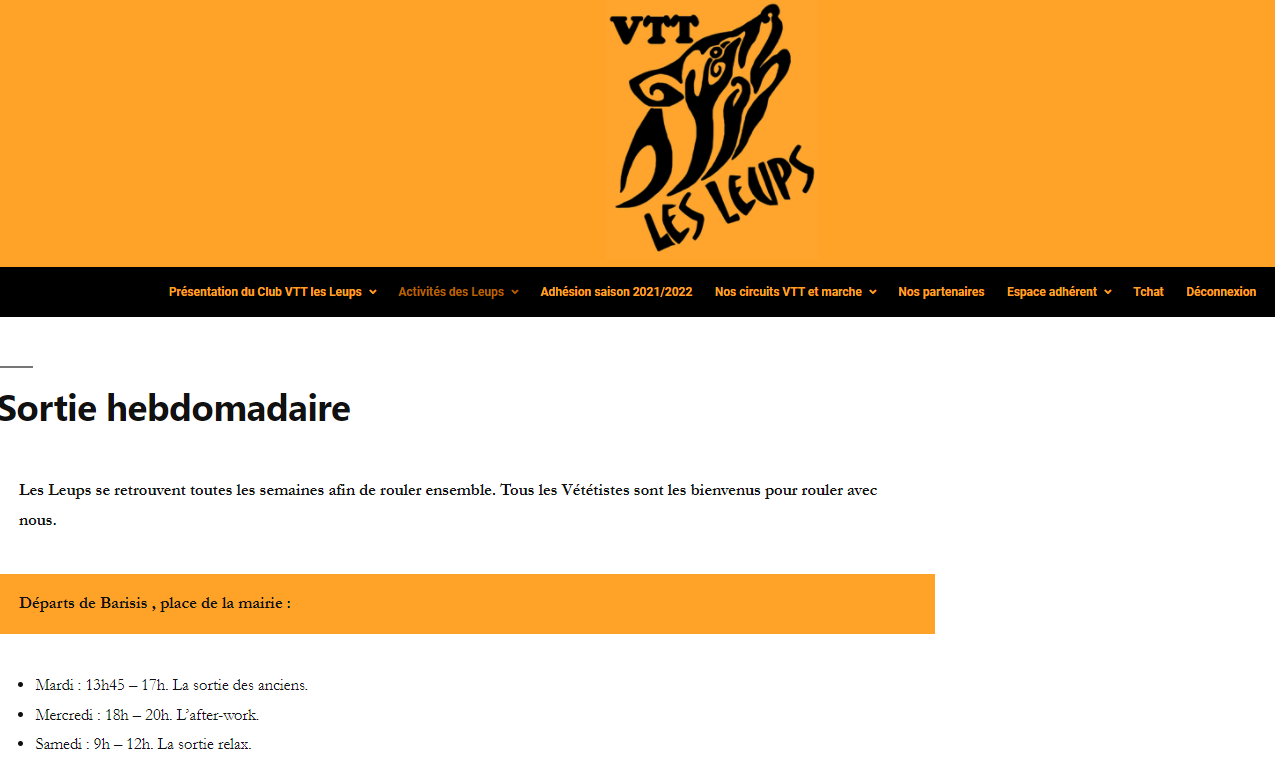 VTT
LES LEUPS
Présentation du Club VTT les Leups
Activités des Leups
Adhésion saison 2021/2022
Nos circuits VTT et marche
Nos partenaires
Espace adhérent
Tchat
Déconnexion
Sortie hebdomadaire
Les Leups se retrouvent toutes les semaines afin de rouler ensemble. Tous les Vététistes sont les bienvenus pour rouler avec
nous.
Départs de Barisis , place de la mairie :
• Mardi : 13h45 – 17h. La sortie des anciens.
• Mercredi : 18h – 20h. L’after-work.
• Samedi : 9h – 12h. La sortie relax.